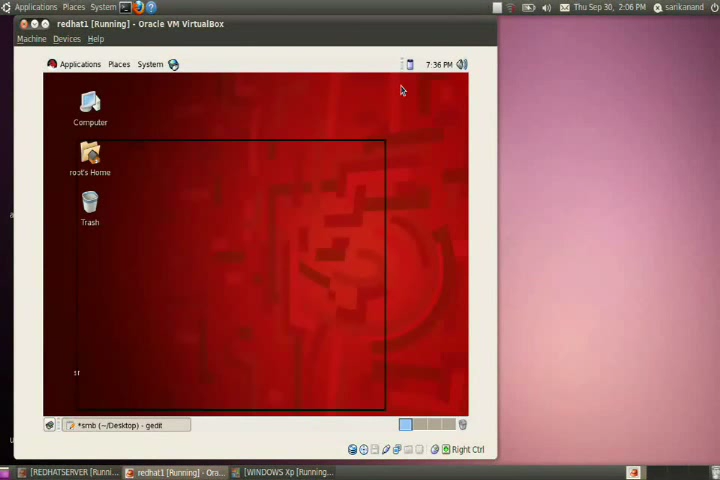 Applications Places System
Thu Sep 30, 2:06 PM
sarikanand
redhat1 [Running] - Oracle VM VirtualBox
Machine Devices Help
Applications Places System
7:36 PM
Computer
root's Home
Trash
*smb (~/Desktop) - gedit
Right Ctrl
[REDHATSERVER [Runni...
redhat1 [Running] - Ora...
[WINDOWS Xp [Running...